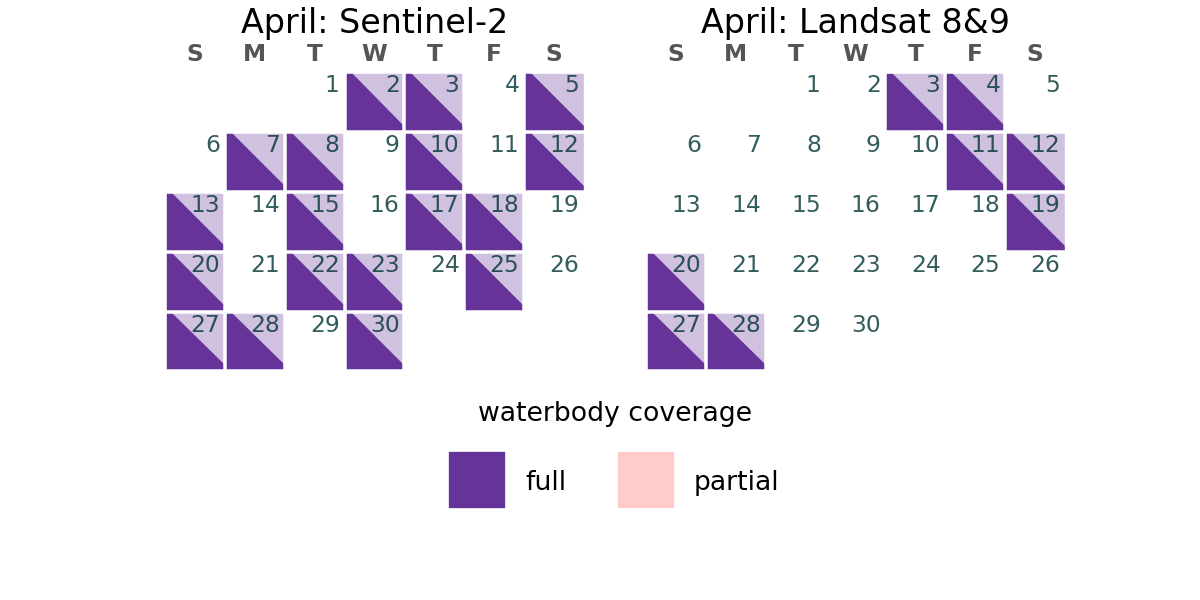 April: Sentinel-2
S M T W T F S
1 2 3 4 5
6 7 8 9 10 11 12
13 14 15 16 17 18 19
20 21 22 23 24 25 26
27 28 29 30
April: Landsat 8&9
S M T W T F S
1 2 3 4 5
6 7 8 9 10 11 12
13 14 15 16 17 18 19
20 21 22 23 24 25 26
27 28 29 30
waterbody coverage
full
partial